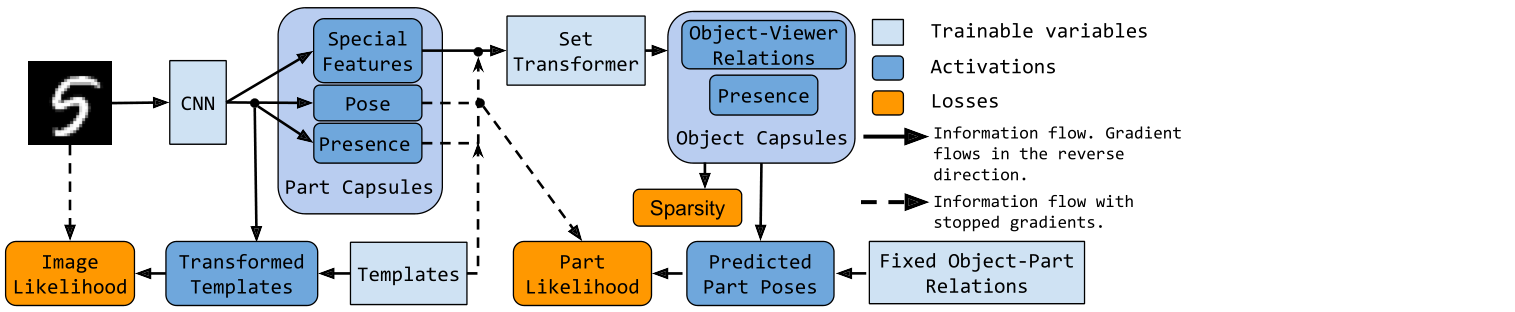 CNN
Special
Features
Pose
Presence
Part Capsules
Set
Transformer
Object-Viewer
Relations
Presence
Object Capsules
Sparsity
Image
Likelihood
Transformed
Templates
Templates
Part
Likelihood
Predicted
Part Poses
Fixed Object-Part
Relations
Trainable variables
Activations
Losses
Information flow. Gradient
flows in the reverse
direction.
Information flow with
stopped gradients.
5